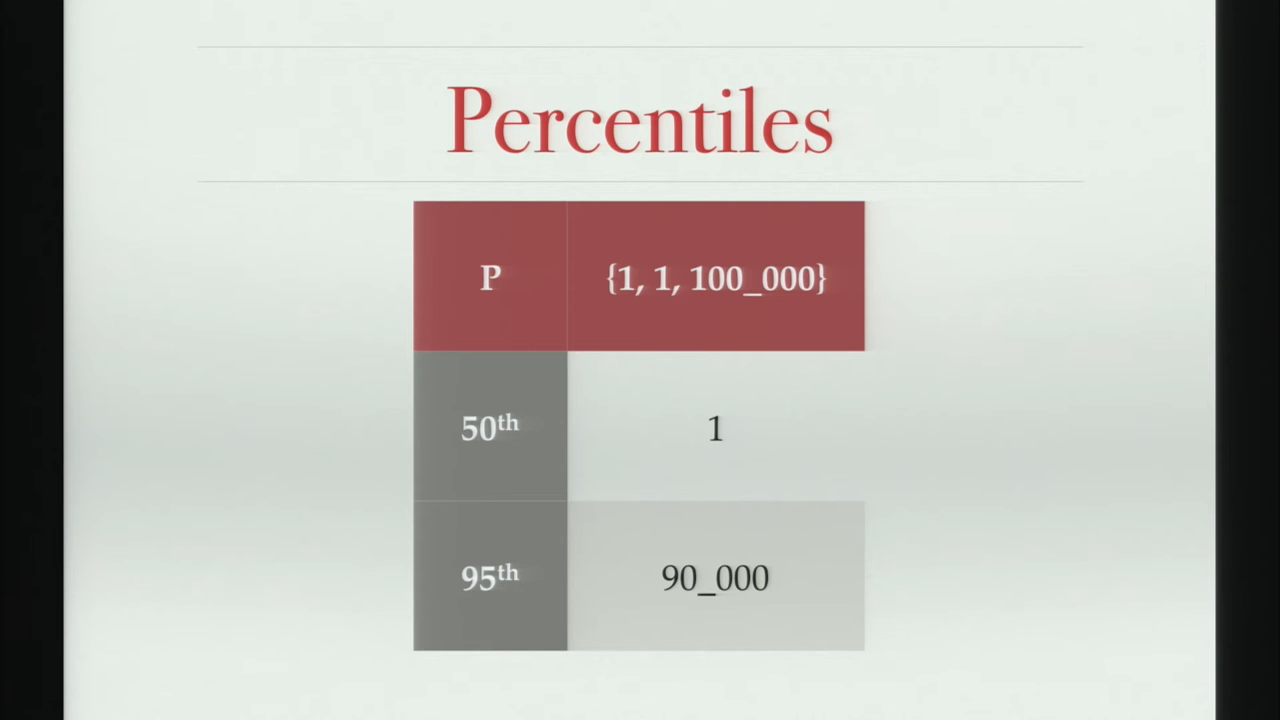 Percentiles
P {1, 1, 100_000}
50th 1
95th 90_000